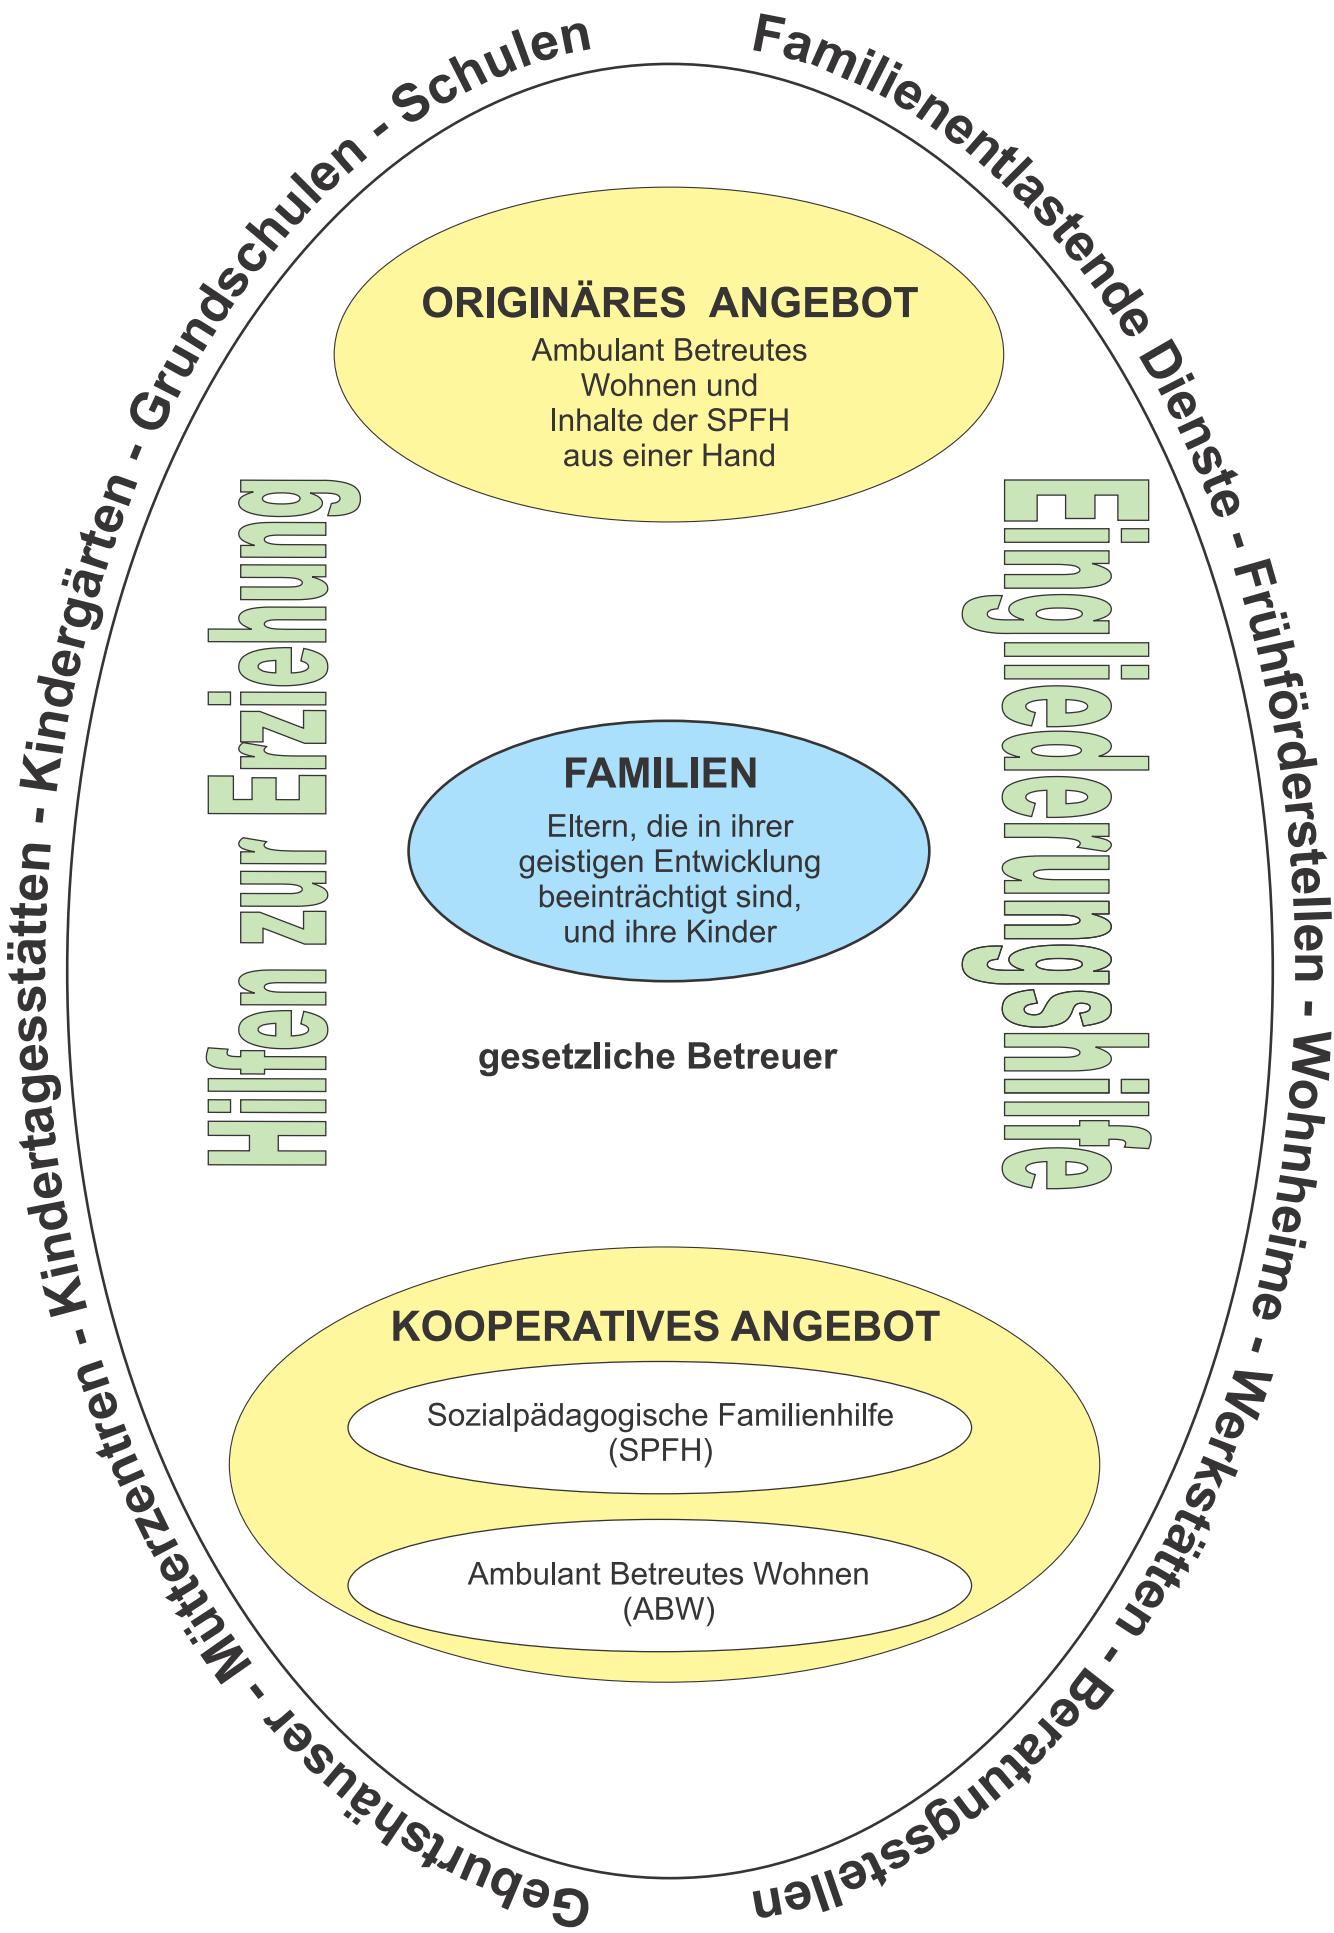 Geburtshäuser - Mütterzentren - Kindertagesstätten - Kindergärten - Grundschulen - Schulen
Familienentlastende Dienste - Frühförderstellen - Wohnheime - Werkstätten - Beratungsstellen
ORIGINÄRES ANGEBOT
Ambulant Betreutes
Wohnen und
Inhalte der SPFH
aus einer Hand
Hilfen zur Erziehung
Eingliederungshilfe
FAMILIEN
Eltern, die in ihrer
geistigen Entwicklung
beeinträchtigt sind,
und ihre Kinder
gesetzliche Betreuer
KOOPERATIVES ANGEBOT
Sozialpädagogische Familienhilfe
(SPFH)
Ambulant Betreutes Wohnen
(ABW)